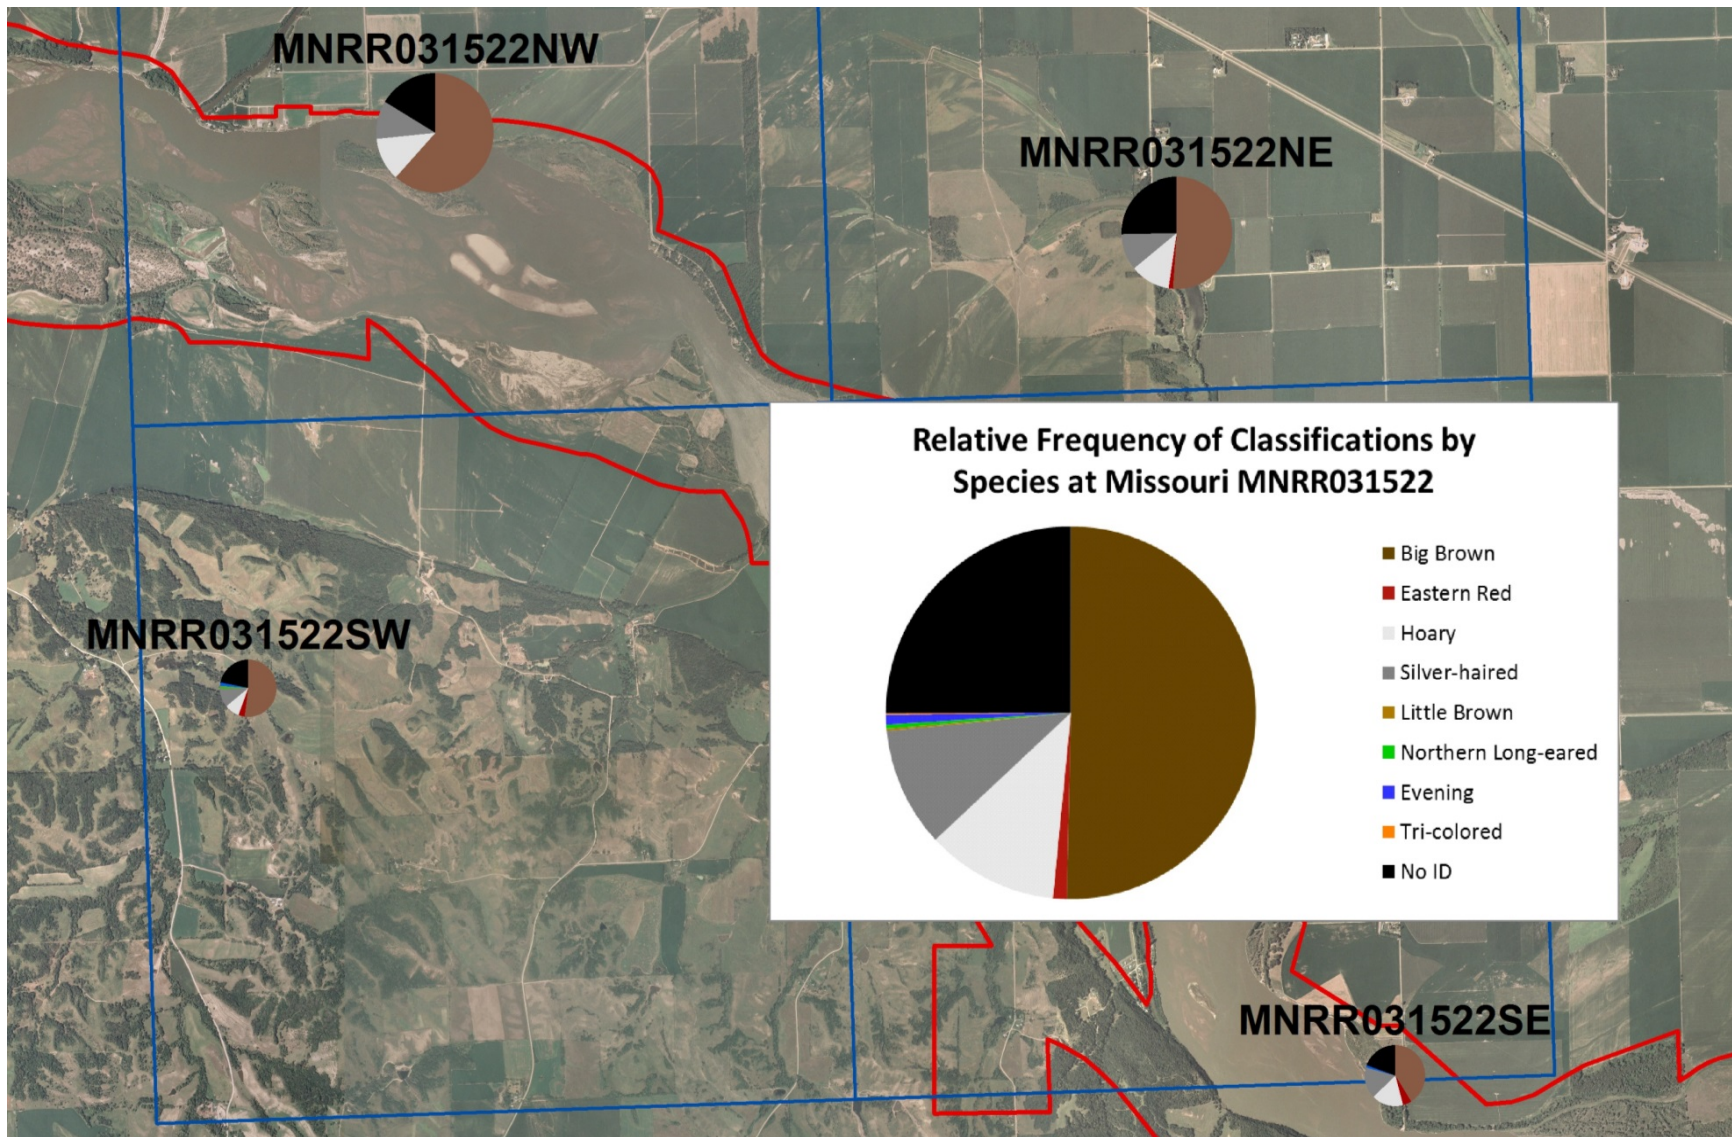 MNRR031522NW
MNRR031522NE
Relative Frequency of Classifications by
Species at Missouri MNRR031522
Big Brown
Eastern Red
Hoary
Silver-haired
Little Brown
Northern Long-eared
Evening
Tri-colored
No ID
MNRR031522SW
MNRR031522SE